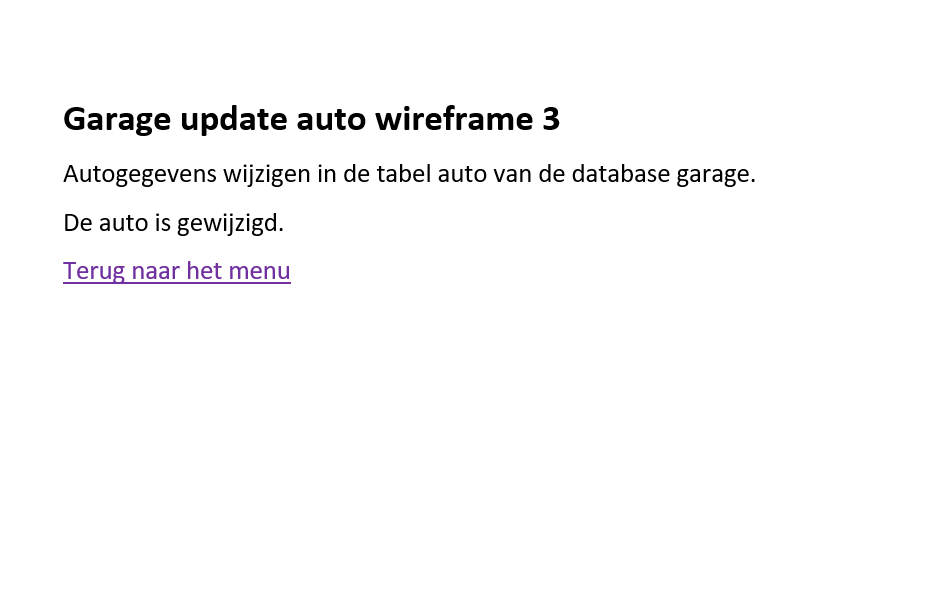 Garage update auto wireframe 3
Autogegevens wijzigen in de tabel auto van de database garage.
De auto is gewijzigd.
Terug naar het menu